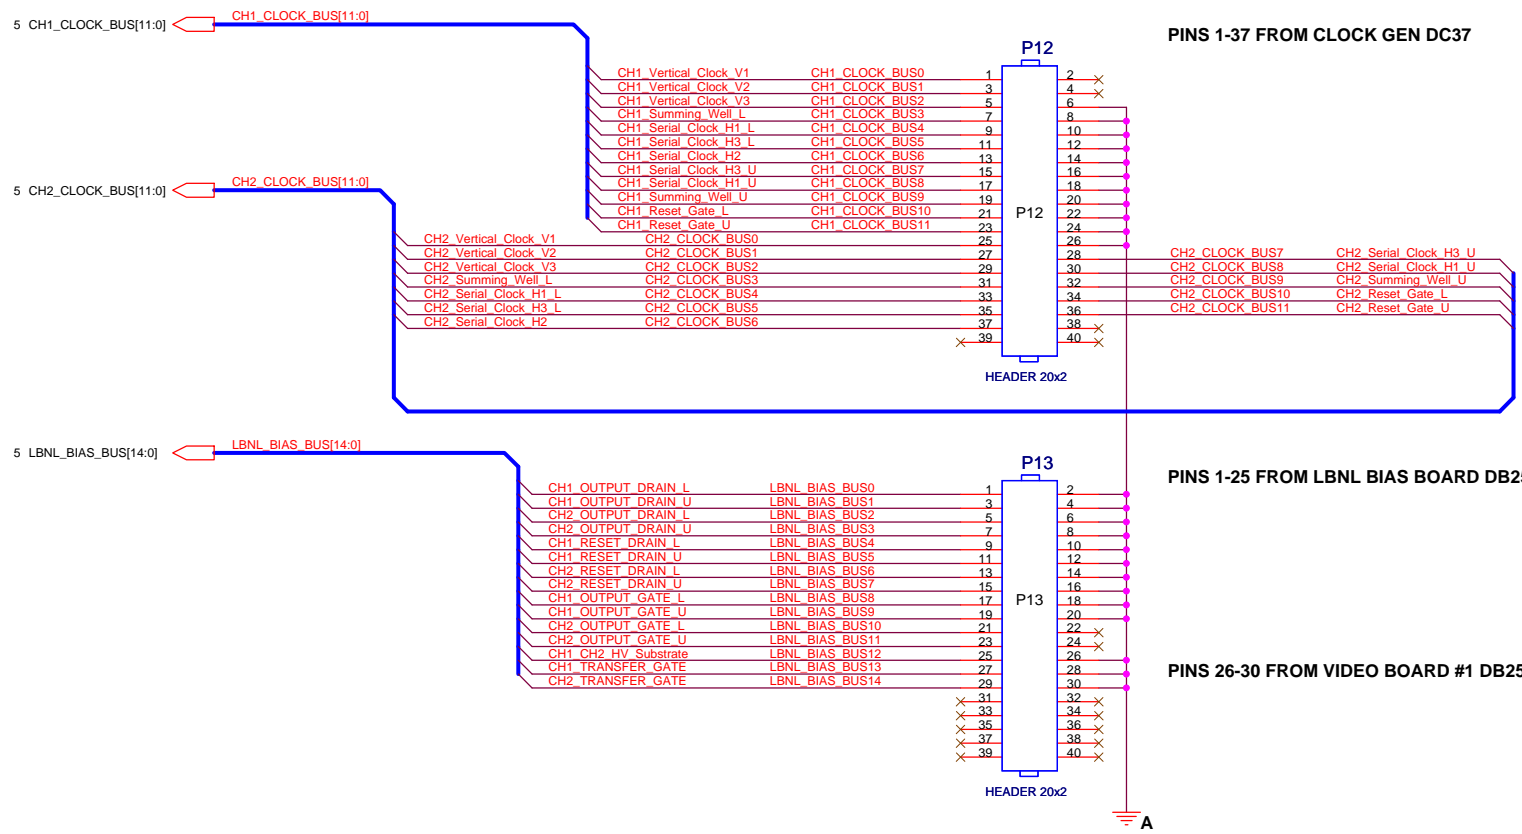 CH1_CLOCK_BUS[11:0]
5 CH1_CLOCK_BUS[11:0]
PINS 1-37 FROM CLOCK GEN DC37
P12
CH1_Vertical_Clock_V1 CH1_CLOCK_BUS0 1 2
CH1_Vertical_Clock_V2 CH1_CLOCK_BUS1 3 4
CH1_Vertical_Clock_V3 CH1_CLOCK_BUS2 5 6
CH1_Summing_Well_L CH1_CLOCK_BUS3 7 8
CH1_Serial_Clock_H1_L CH1_CLOCK_BUS4 9 10
CH1_Serial_Clock_H3_L CH1_CLOCK_BUS5 11 12
CH1_Serial_Clock_H2 CH1_CLOCK_BUS6 13 14
CH1_Serial_Clock_H3_U CH1_CLOCK_BUS7 15 16
CH1_Serial_Clock_H1_U CH1_CLOCK_BUS8 17 18
CH2_CLOCK_BUS[11:0]
5 CH2_CLOCK_BUS[11:0]
CH1_Summing_Well_U CH1_CLOCK_BUS9 19 20
CH1_Reset_Gate_L CH1_CLOCK_BUS10 21 P12 22
CH1_Reset_Gate_U CH1_CLOCK_BUS11 23 24
CH2_Vertical_Clock_V1 CH2_CLOCK_BUS0 25 26
CH2_Vertical_Clock_V2 CH2_CLOCK_BUS1 27 28 CH2_CLOCK_BUS7 CH2_Serial_Clock_H3_U
CH2_Vertical_Clock_V3 CH2_CLOCK_BUS2 29 30 CH2_CLOCK_BUS8 CH2_Serial_Clock_H1_U
CH2_Summing_Well_L CH2_CLOCK_BUS3 31 32 CH2_CLOCK_BUS9 CH2_Summing_Well_U
CH2_Serial_Clock_H1_L CH2_CLOCK_BUS4 33 34 CH2_CLOCK_BUS10 CH2_Reset_Gate_L
CH2_Serial_Clock_H3_L CH2_CLOCK_BUS5 35 36 CH2_CLOCK_BUS11 CH2_Reset_Gate_U
CH2_Serial_Clock_H2 CH2_CLOCK_BUS6 37 38
39 40
HEADER 20x2
LBNL_BIAS_BUS[14:0]
5 LBNL_BIAS_BUS[14:0]
P13
PINS 1-25 FROM LBNL BIAS BOARD DB25
CH1_OUTPUT_DRAIN_L LBNL_BIAS_BUS0 1 2
CH1_OUTPUT_DRAIN_U LBNL_BIAS_BUS1 3 4
CH2_OUTPUT_DRAIN_L LBNL_BIAS_BUS2 5 6
CH2_OUTPUT_DRAIN_U LBNL_BIAS_BUS3 7 8
CH1_RESET_DRAIN_L LBNL_BIAS_BUS4 9 10
CH1_RESET_DRAIN_U LBNL_BIAS_BUS5 11 12
CH2_RESET_DRAIN_L LBNL_BIAS_BUS6 13 14
CH2_RESET_DRAIN_U LBNL_BIAS_BUS7 15 16
CH1_OUTPUT_GATE_L LBNL_BIAS_BUS8 17 P13 18
CH1_OUTPUT_GATE_U LBNL_BIAS_BUS9 19 20
CH2_OUTPUT_GATE_L LBNL_BIAS_BUS10 21 22
CH2_OUTPUT_GATE_U LBNL_BIAS_BUS11 23 24
CH1_CH2_HV_Substrate LBNL_BIAS_BUS12 25 26
CH1_TRANSFER_GATE LBNL_BIAS_BUS13 27 28
PINS 26-30 FROM VIDEO BOARD #1 DB25
CH2_TRANSFER_GATE LBNL_BIAS_BUS14 29 30
31 32
33 34
35 36
37 38
39 40
HEADER 20x2
A